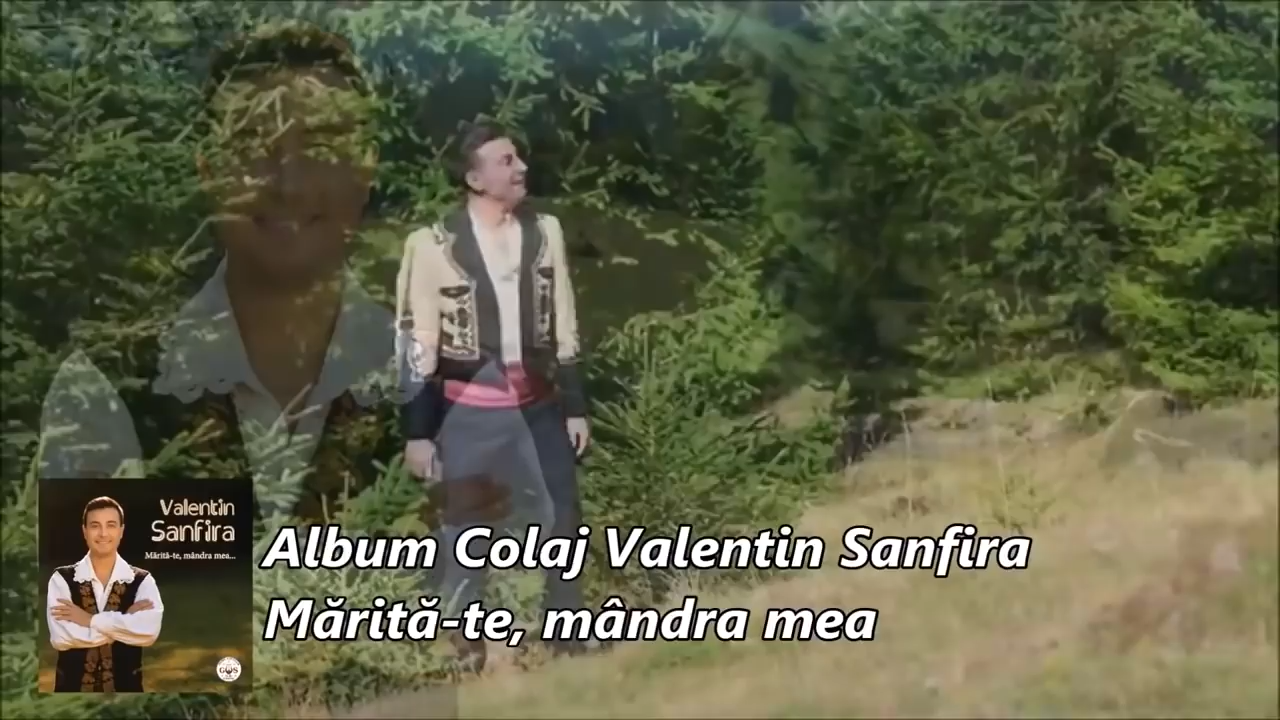 Valentin
Sanfira
Mărită-te, mândra mea...
Album Colaj Valentin Sanfira
Mărită-te, mândra mea